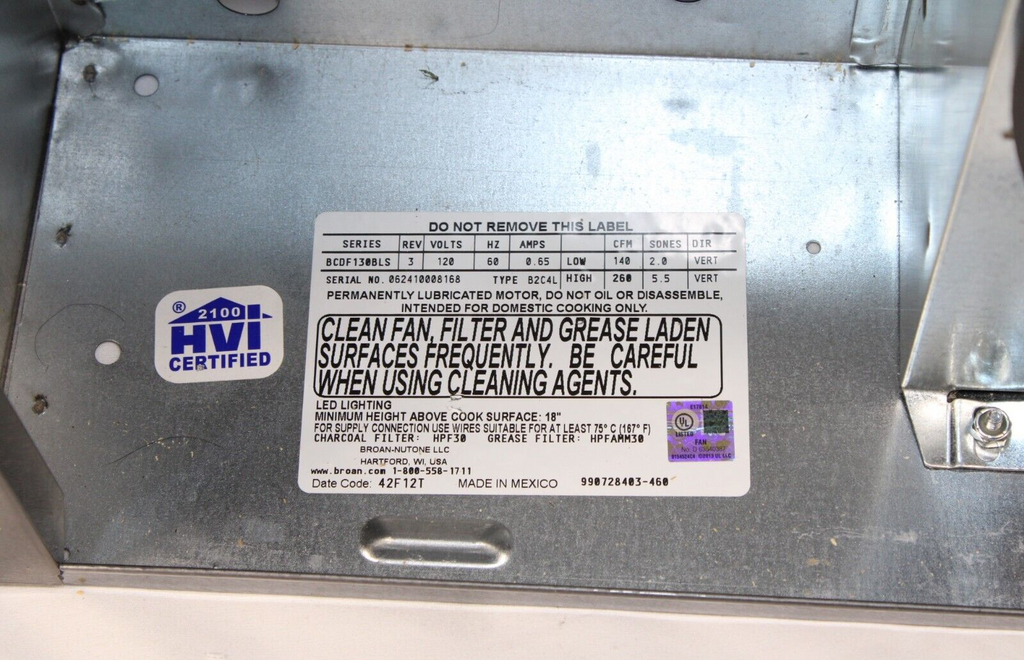 DO NOT REMOVE THIS LABEL
SERIES REV VOLTS HZ AMPS CFM SONES DIR
BCDF130BLS 3 120 60 0.65 LOW 140 2.0 VERT
SERIAL NO. 062410008168 TYPE B2C4L HIGH 260 5.5 VERT
PERMANENTLY LUBRICATED MOTOR, DO NOT OIL OR DISASSEMBLE,
INTENDED FOR DOMESTIC COOKING ONLY.
CLEAN FAN, FILTER AND GREASE LADEN
SURFACES FREQUENTLY. BE CAREFUL
WHEN USING CLEANING AGENTS.
LED LIGHTING
MINIMUM HEIGHT ABOVE COOK SURFACE: 18"
FOR SUPPLY CONNECTION USE WIRES SUITABLE FOR AT LEAST 75° C (167° F)
CHARCOAL FILTER: HPF30 GREASE FILTER: HPFAMM30
BROAN-NUTONE LLC
HARTFORD, WI, USA
www.broan.com 1-800-558-1711
Date Code: 42F12T MADE IN MEXICO 990728403-460
UL
LISTED
FAN
®
2100
HVI
CERTIFIED